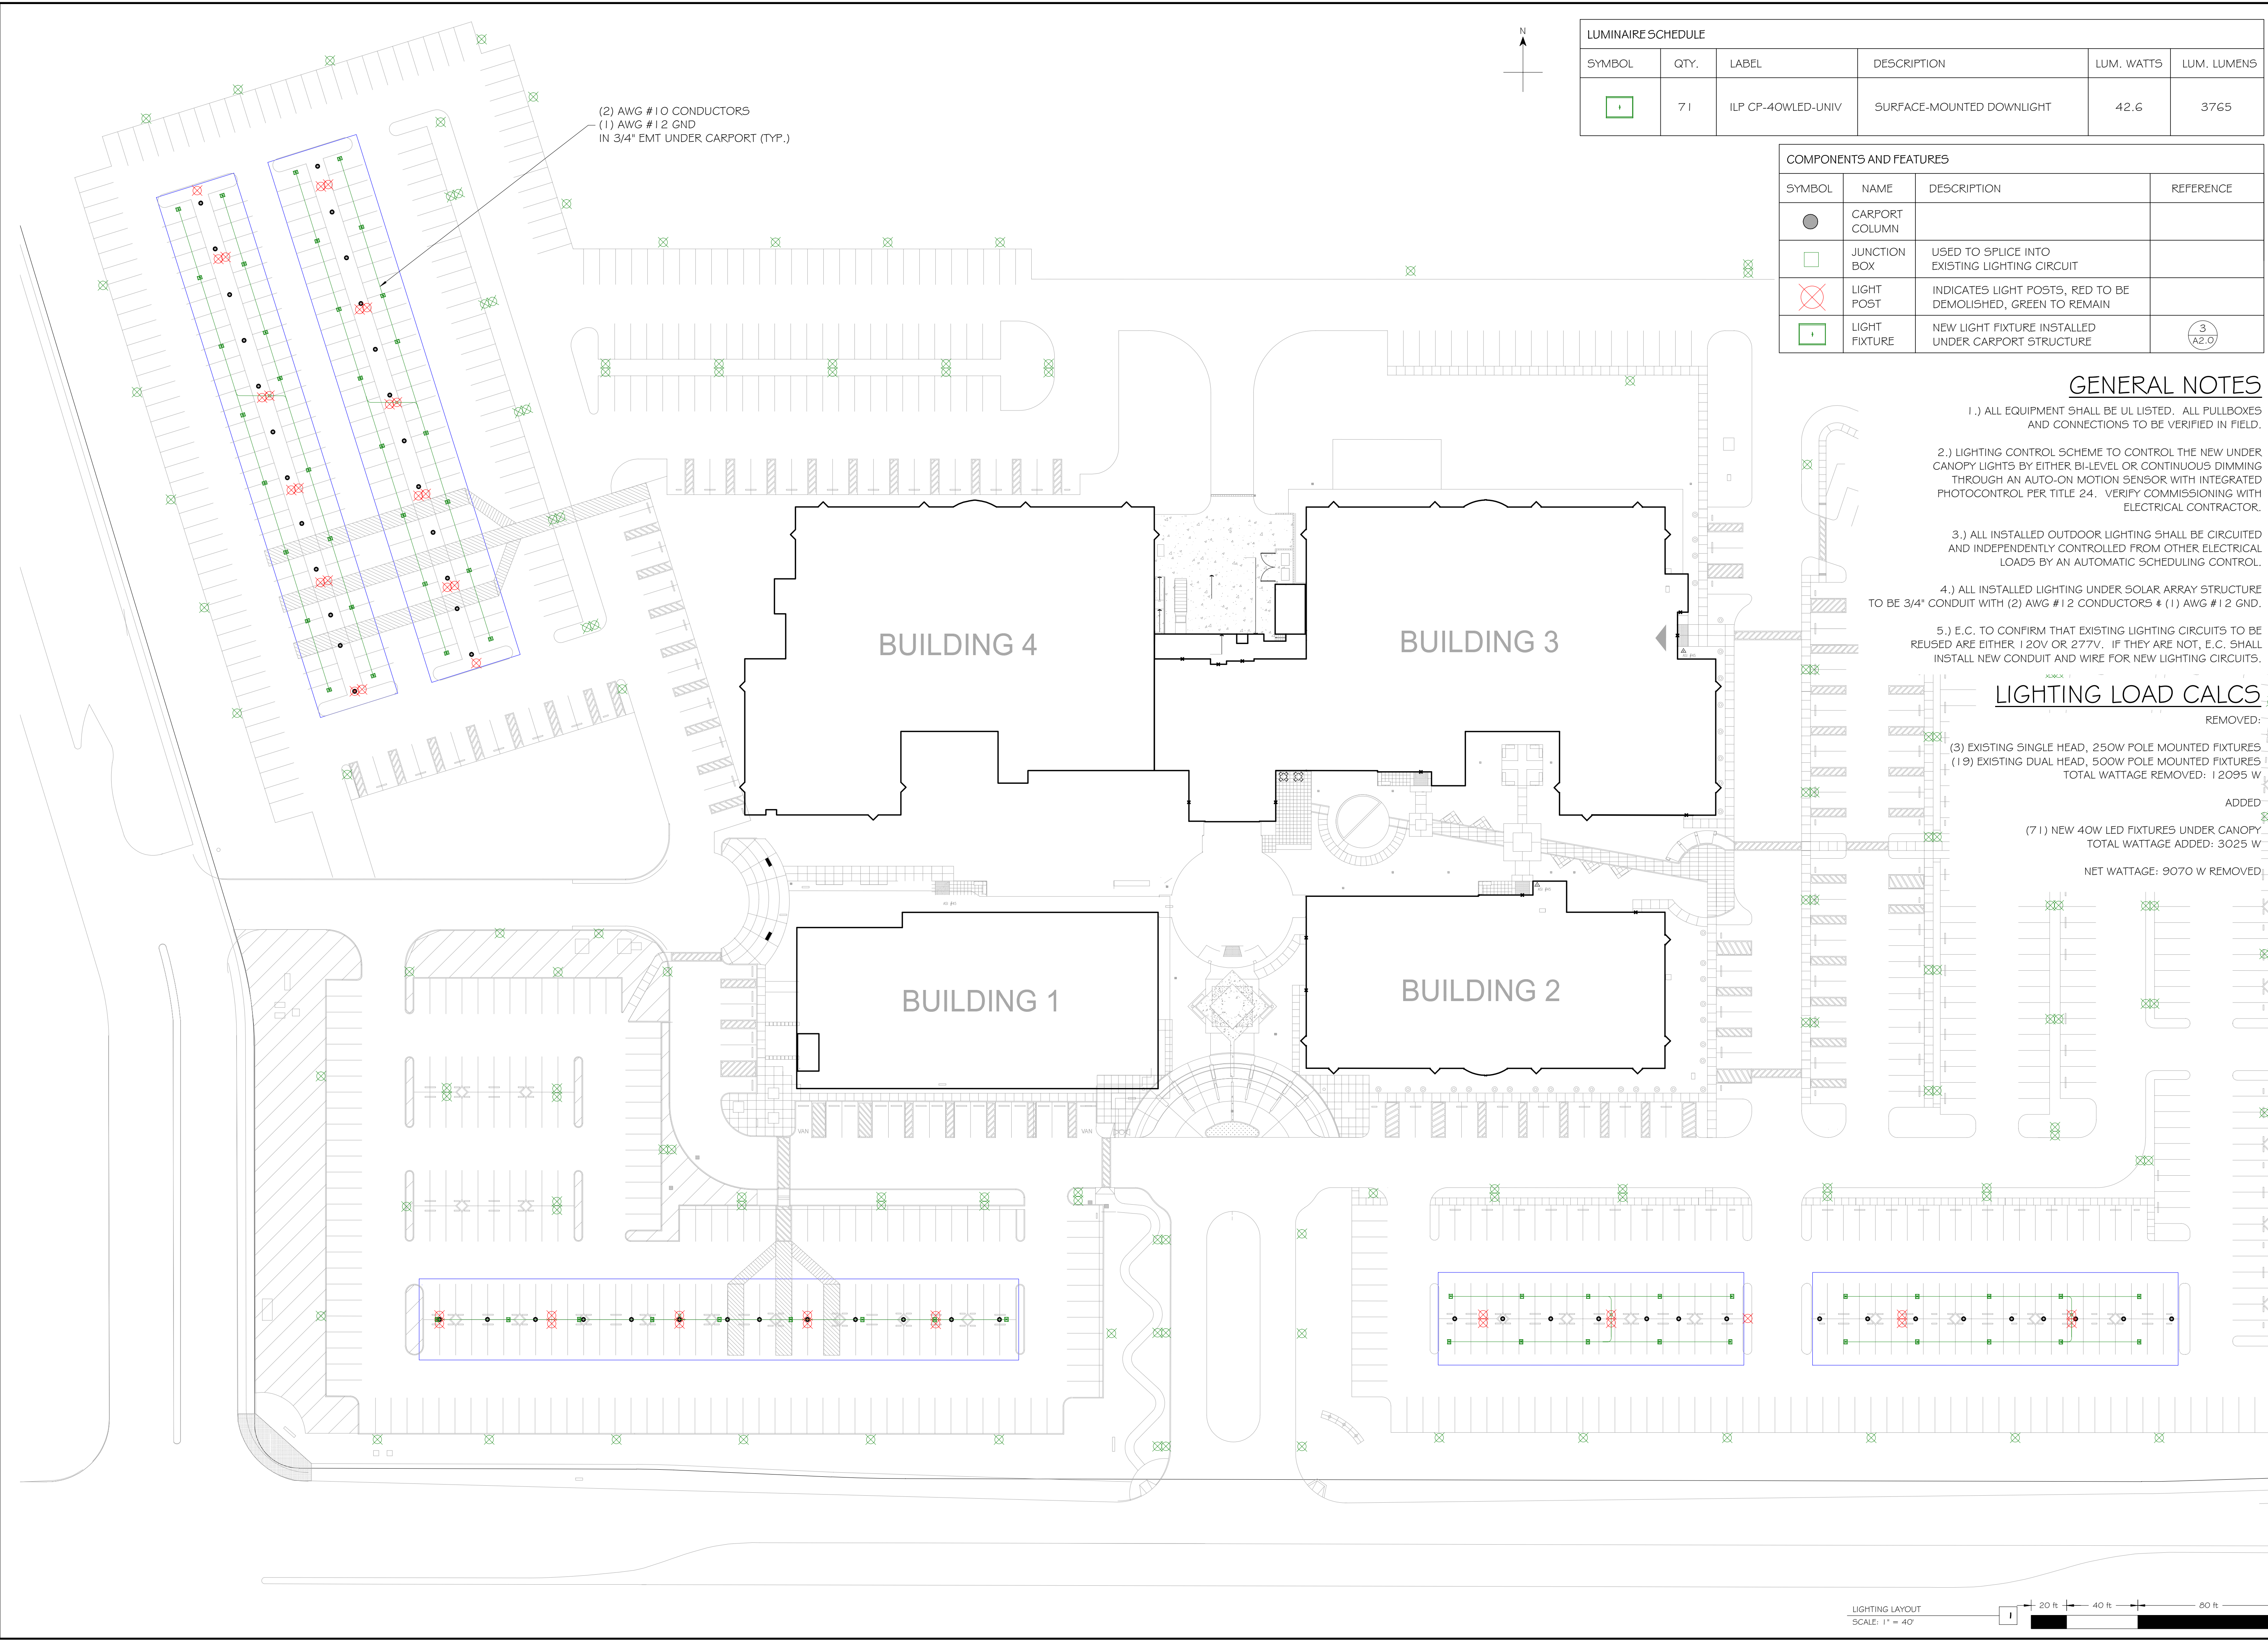 (2) AWG #10 CONDUCTORS
(1) AWG #12 GND
IN 3/4" EMT UNDER CARPORT (TYP.)
N
LUMINAIRE SCHEDULE
SYMBOL QTY. LABEL DESCRIPTION LUM. WATTS LUM. LUMENS
71 ILP CP-40WLED-UNIV SURFACE-MOUNTED DOWNLIGHT 42.6 3765
COMPONENTS AND FEATURES
SYMBOL NAME DESCRIPTION REFERENCE
CARPORT
COLUMN
JUNCTION USED TO SPLICE INTO
BOX EXISTING LIGHTING CIRCUIT
LIGHT INDICATES LIGHT POSTS, RED TO BE
POST DEMOLISHED, GREEN TO REMAIN
LIGHT NEW LIGHT FIXTURE INSTALLED 3
FIXTURE UNDER CARPORT STRUCTURE A2.0
GENERAL NOTES
1.) ALL EQUIPMENT SHALL BE UL LISTED. ALL PULLBOXES
AND CONNECTIONS TO BE VERIFIED IN FIELD.
2.) LIGHTING CONTROL SCHEME TO CONTROL THE NEW UNDER
CANOPY LIGHTS BY EITHER BI-LEVEL OR CONTINUOUS DIMMING
THROUGH AN AUTO-ON MOTION SENSOR WITH INTEGRATED
PHOTOCONTROL PER TITLE 24. VERIFY COMMISSIONING WITH
ELECTRICAL CONTRACTOR.
3.) ALL INSTALLED OUTDOOR LIGHTING SHALL BE CIRCUITED
AND INDEPENDENTLY CONTROLLED FROM OTHER ELECTRICAL
LOADS BY AN AUTOMATIC SCHEDULING CONTROL.
4.) ALL INSTALLED LIGHTING UNDER SOLAR ARRAY STRUCTURE
TO BE 3/4" CONDUIT WITH (2) AWG #12 CONDUCTORS & (1) AWG #12 GND.
5.) E.C. TO CONFIRM THAT EXISTING LIGHTING CIRCUITS TO BE
REUSED ARE EITHER 120V OR 277V. IF THEY ARE NOT, E.C. SHALL
INSTALL NEW CONDUIT AND WIRE FOR NEW LIGHTING CIRCUITS.
LIGHTING LOAD CALCS
REMOVED:
(3) EXISTING SINGLE HEAD, 250W POLE MOUNTED FIXTURES
(19) EXISTING DUAL HEAD, 500W POLE MOUNTED FIXTURES
TOTAL WATTAGE REMOVED: 12095 W
ADDED
(71) NEW 40W LED FIXTURES UNDER CANOPY
TOTAL WATTAGE ADDED: 3025 W
NET WATTAGE: 9070 W REMOVED
BUILDING 4
BUILDING 3
BUILDING 1
BUILDING 2
VAN
VAN
LIGHTING LAYOUT
SCALE: 1" = 40'
1
20 ft 40 ft 80 ft